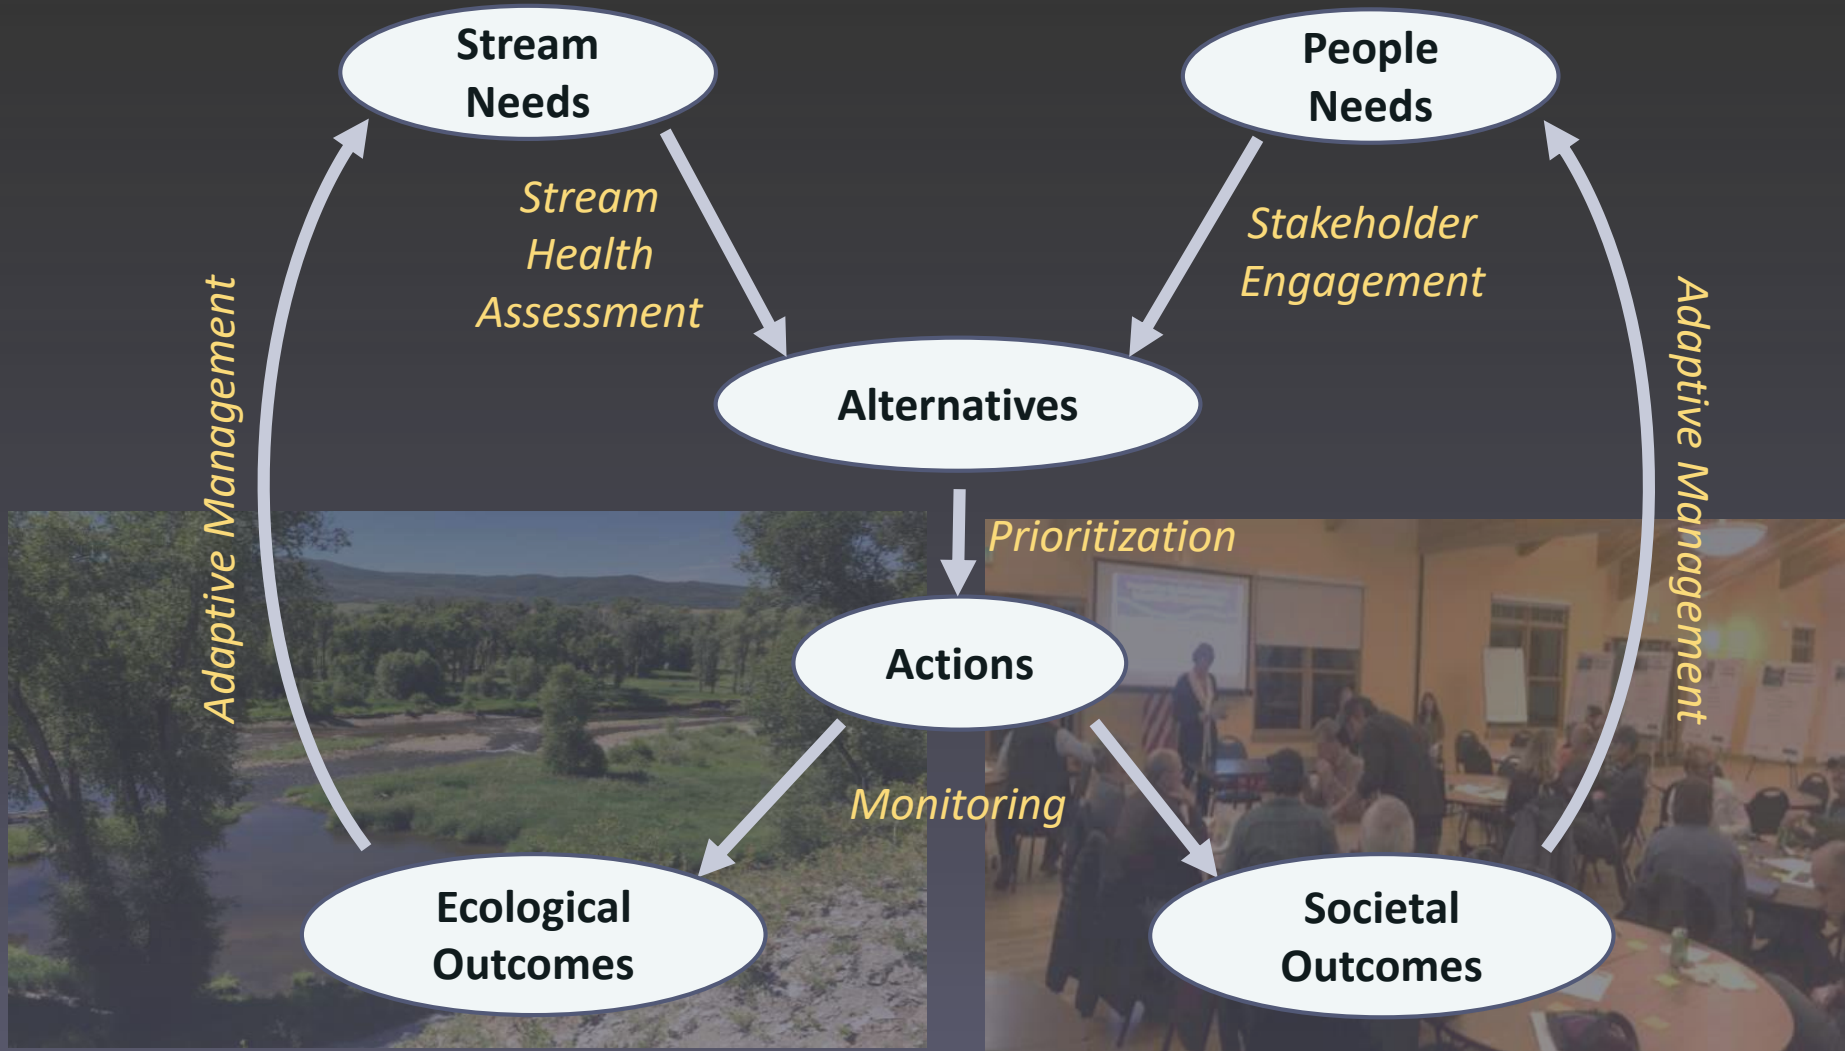 Stream
Needs
People
Needs
Stream
Health
Assessment
Stakeholder
Engagement
Adaptive Management
Adaptive Management
Alternatives
Prioritization
Actions
Monitoring
Ecological
Outcomes
Societal
Outcomes